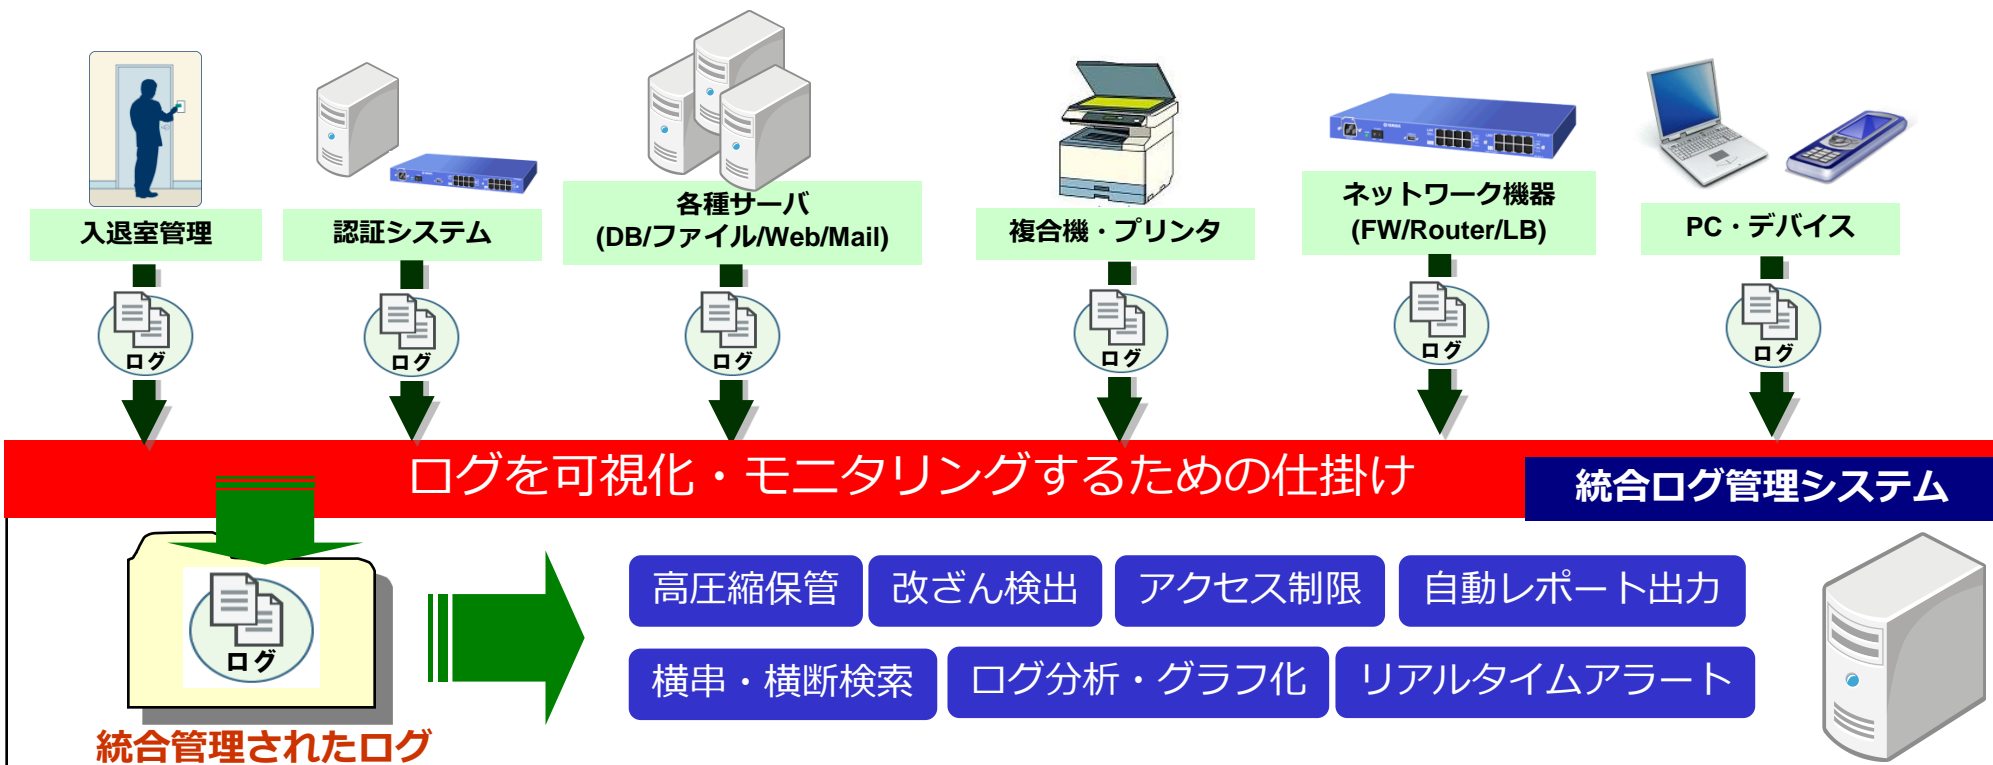 入退室管理
認証システム
各種サーバ
(DB/ファイル/Web/Mail)
複合機・プリンタ
ネットワーク機器
(FW/Router/LB)
PC・デバイス
ログ
ログ
ログ
ログ
ログ
ログ
ログを可視化・モニタリングするための仕掛け
統合ログ管理システム
ログ
統合管理されたログ
高圧縮保管
改ざん検出
アクセス制限
自動レポート出力
横串・横断検索
ログ分析・グラフ化
リアルタイムアラート